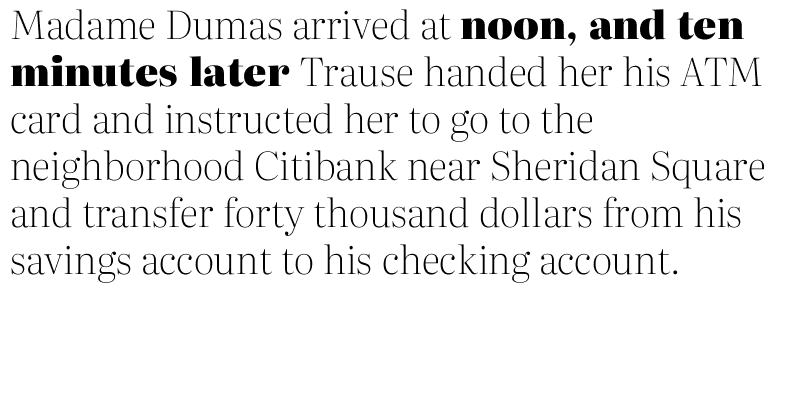 Madame Dumas arrived at noon, and ten
minutes later Trause handed her his ATM
card and instructed her to go to the
neighborhood Citibank near Sheridan Square
and transfer forty thousand dollars from his
savings account to his checking account.